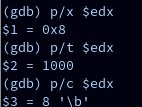 (gdb) p/x $edx
$1 = 0x8
(gdb) p/t $edx
$2 = 1000
(gdb) p/c $edx
$3 = 8 '\b'